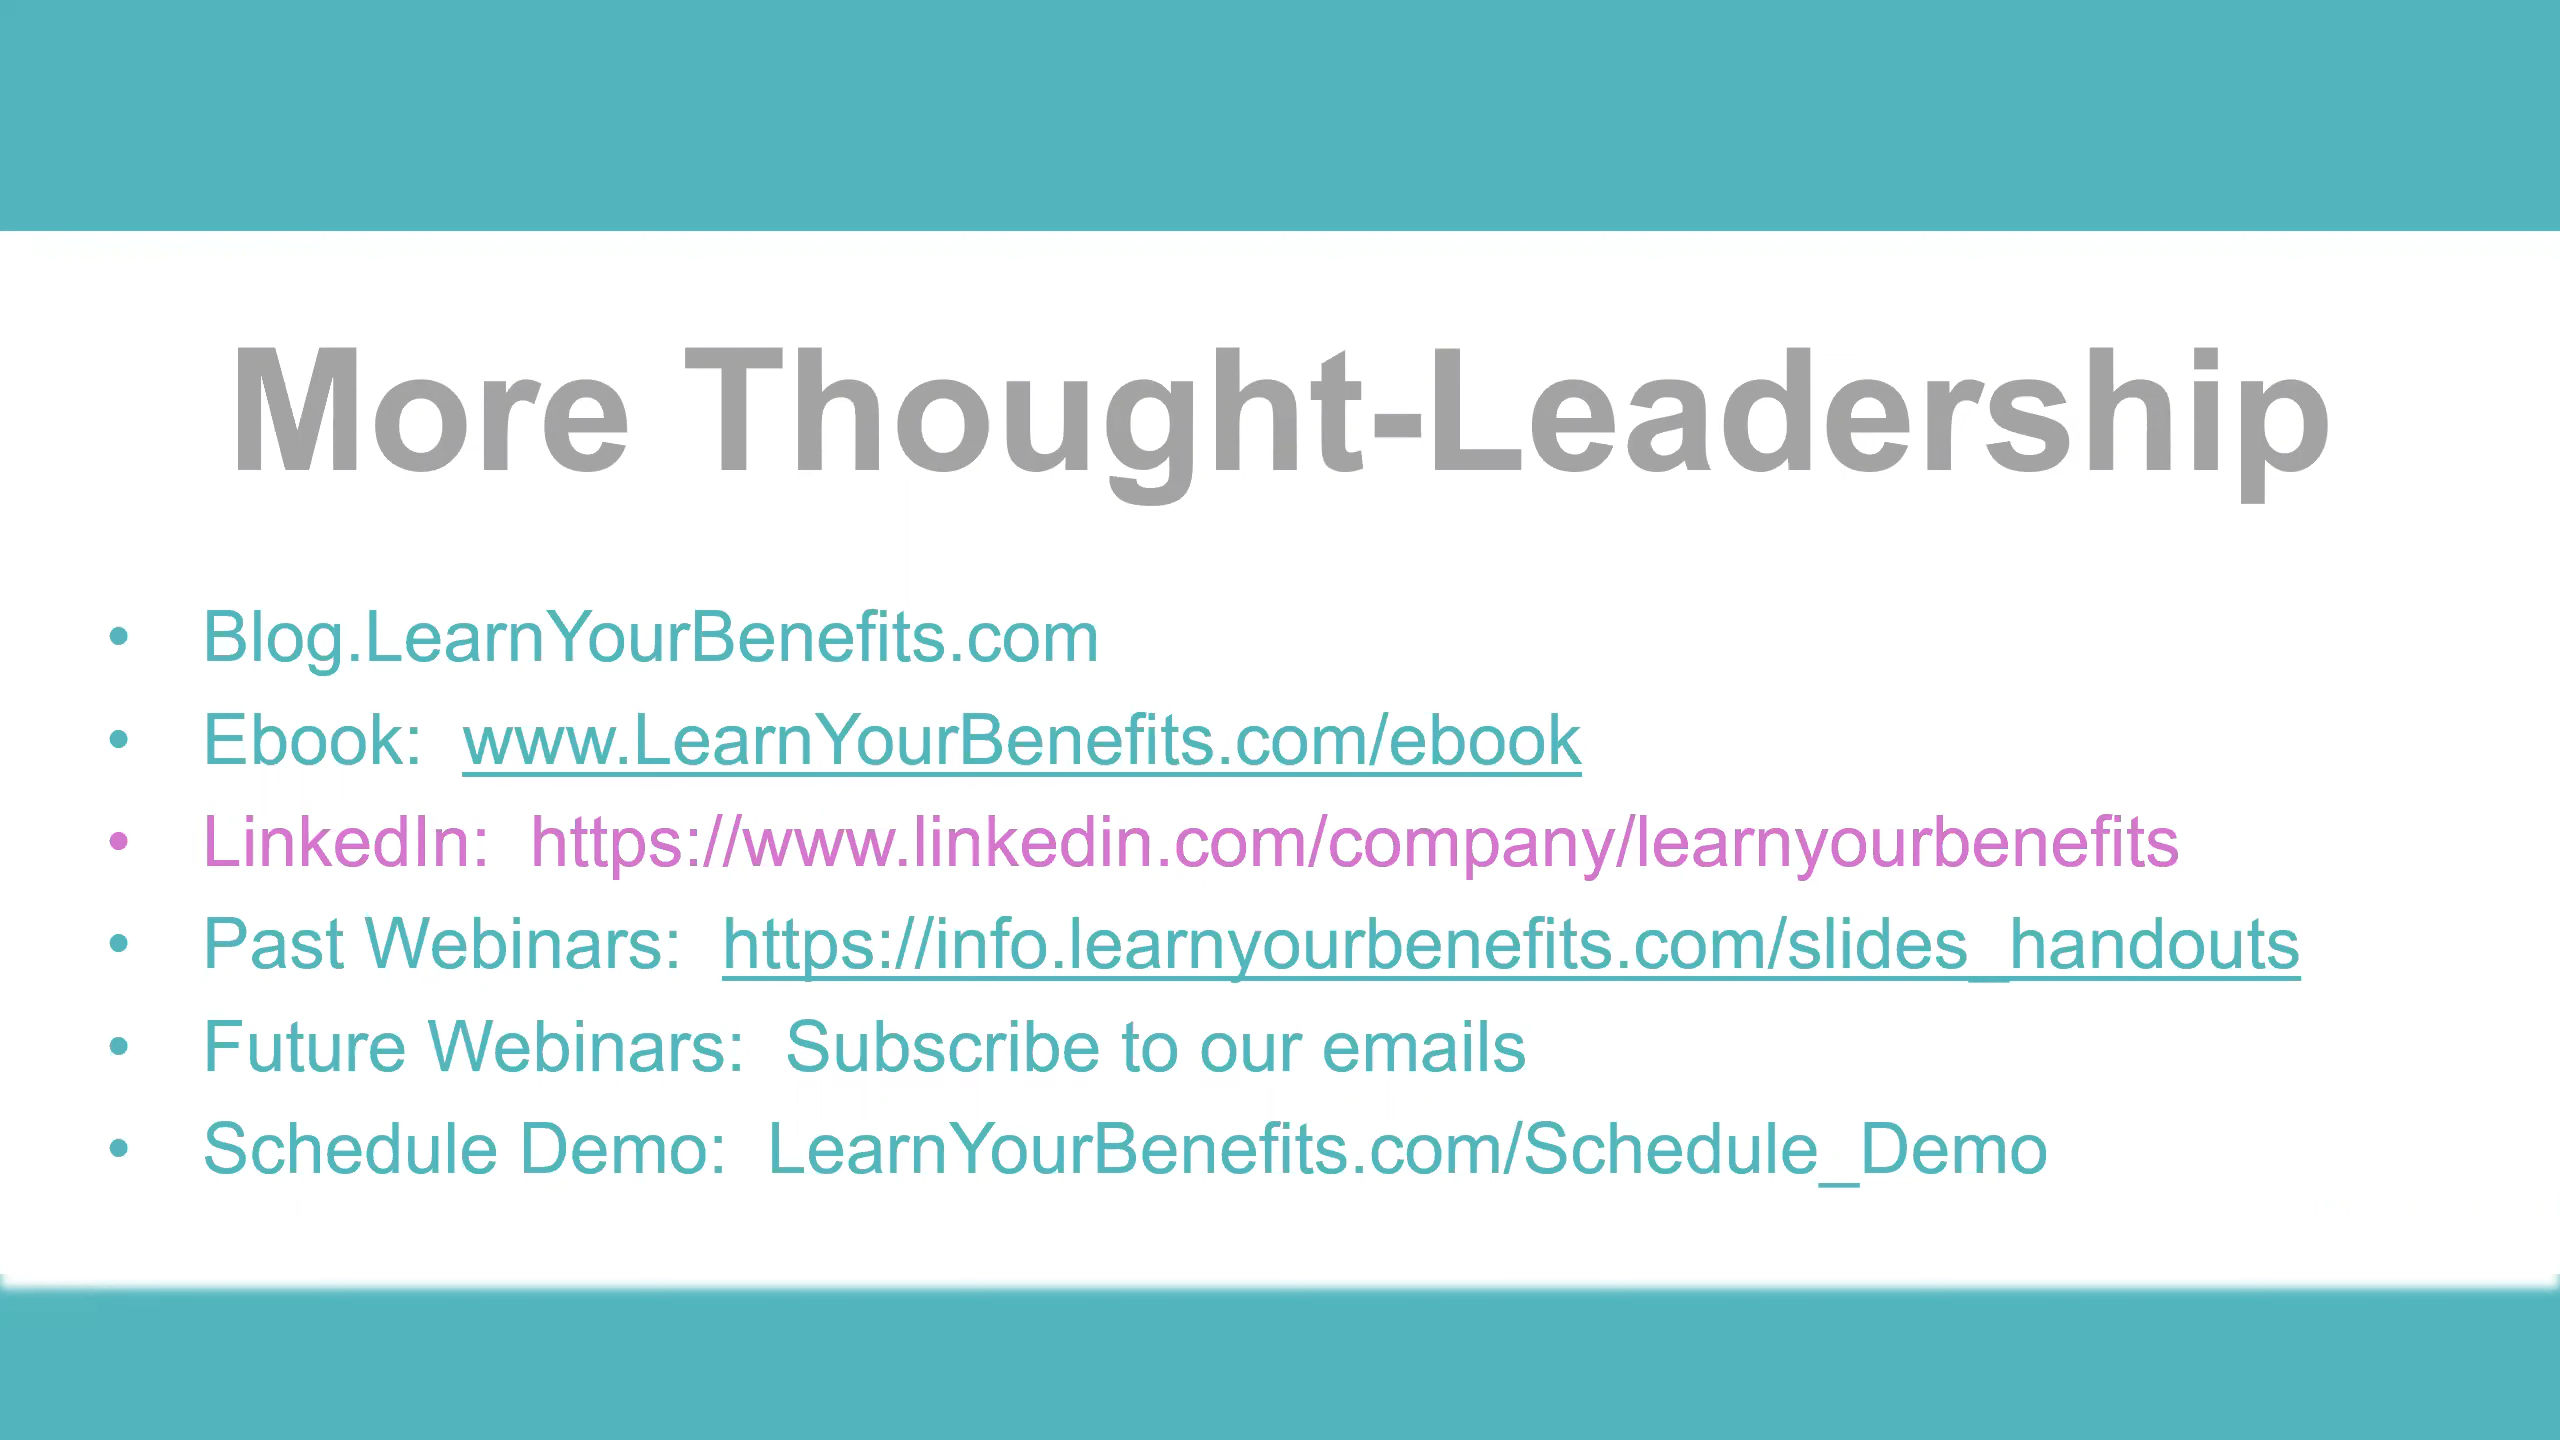 More Thought-Leadership
• Blog.LearnYourBenefits.com
• Ebook: www.LearnYourBenefits.com/ebook
• LinkedIn: https://www.linkedin.com/company/learnyourbenefits
• Past Webinars: https://info.learnyourbenefits.com/slides_handouts
• Future Webinars: Subscribe to our emails
• Schedule Demo: LearnYourBenefits.com/Schedule_Demo